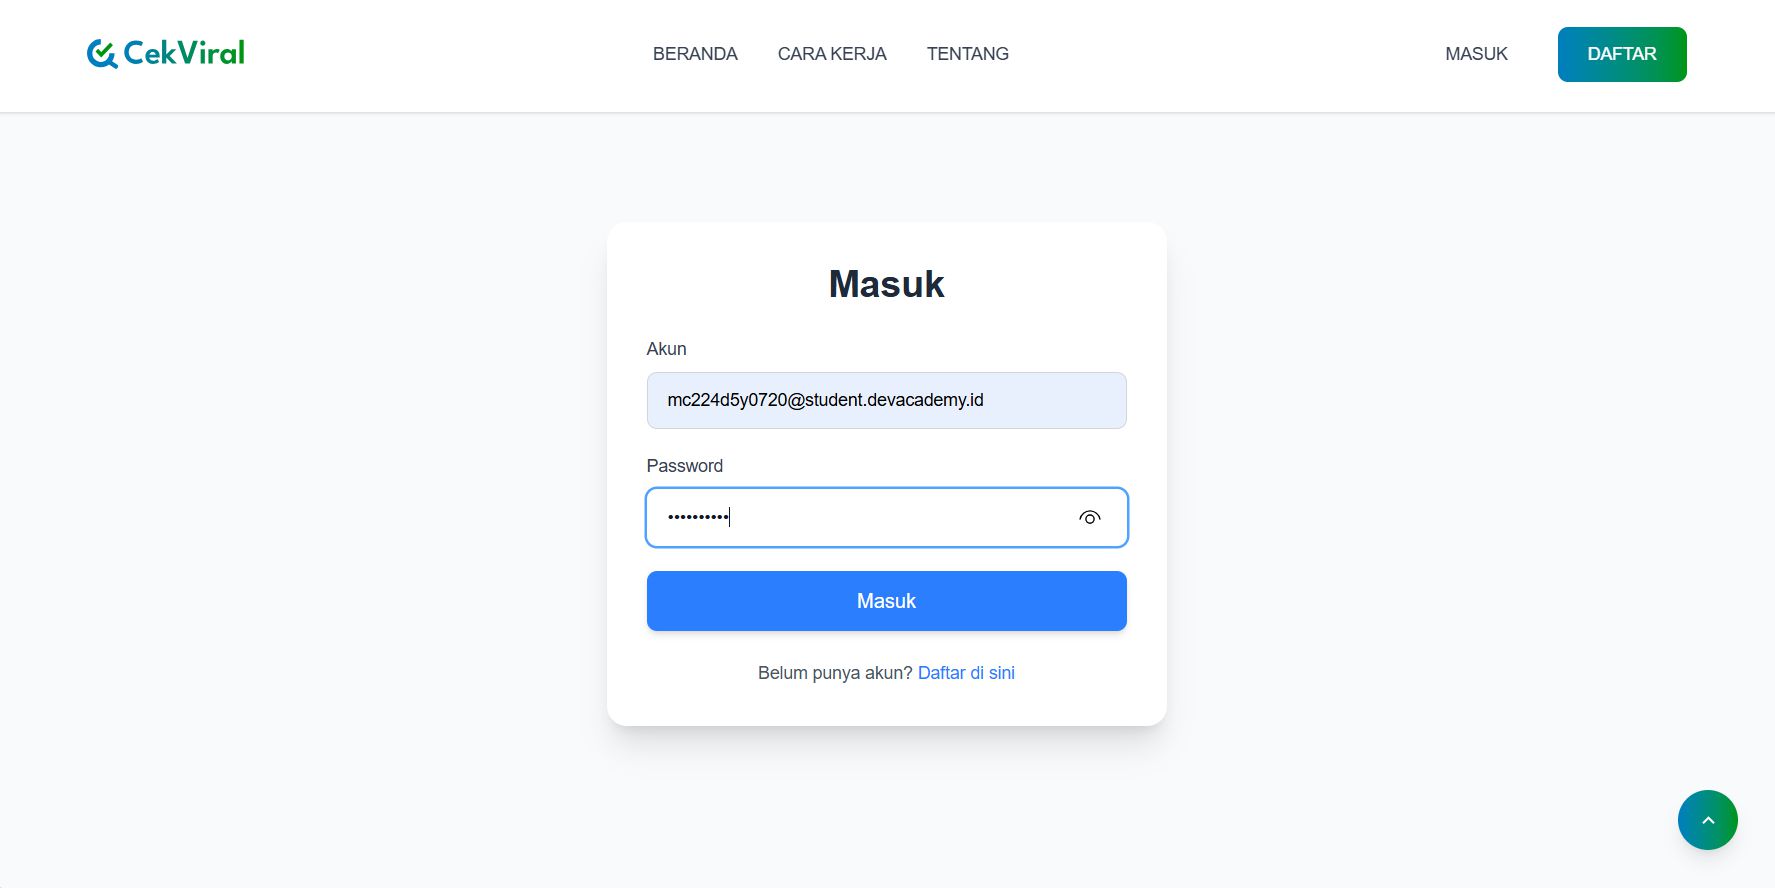 CekViral
BERANDA CARA KERJA TENTANG
MASUK DAFTAR
Masuk
Akun
mc224d5y0720@student.devacademy.id
Password
••••••••••
Masuk
Belum punya akun? Daftar di sini